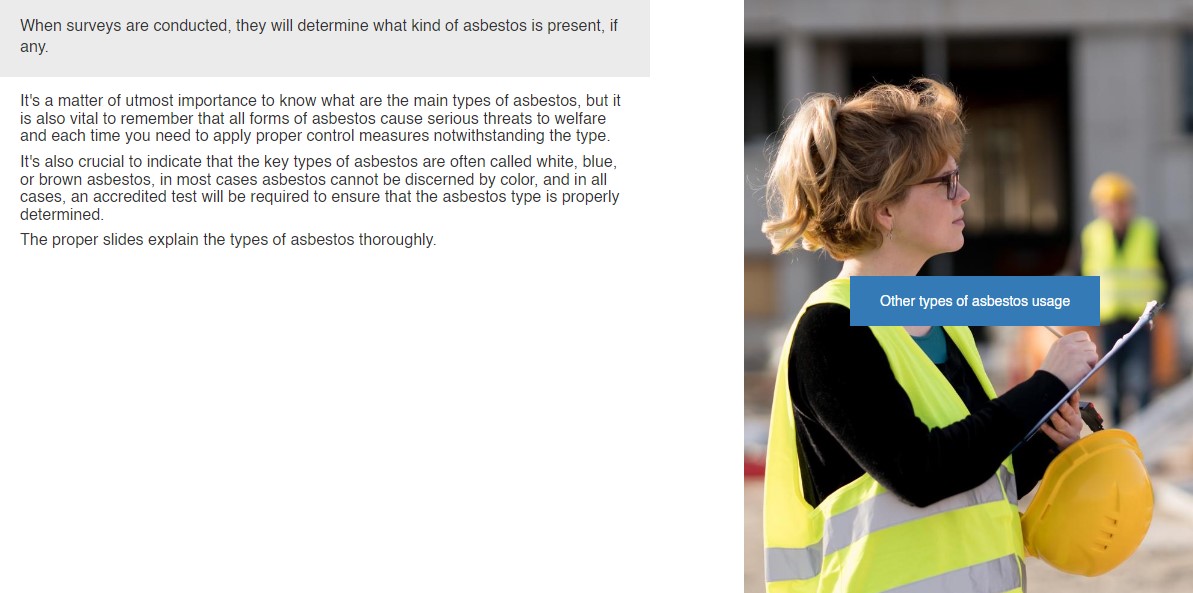 When surveys are conducted, they will determine what kind of asbestos is present, if
any.
It's a matter of utmost importance to know what are the main types of asbestos, but it
is also vital to remember that all forms of asbestos cause serious threats to welfare
and each time you need to apply proper control measures notwithstanding the type.
It's also crucial to indicate that the key types of asbestos are often called white, blue,
or brown asbestos, in most cases asbestos cannot be discerned by color, and in all
cases, an accredited test will be required to ensure that the asbestos type is properly
determined.
The proper slides explain the types of asbestos thoroughly.
Other types of asbestos usage